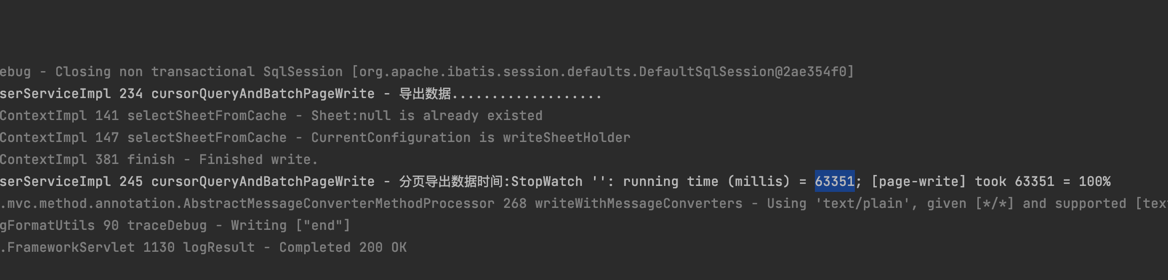 ebug - Closing non transactional SqlSession [org.apache.ibatis.session.defaults.DefaultSqlSession@2ae354f0]
serServiceImpl 234 cursorQueryAndBatchPageWrite - 导出数据...................
ContextImpl 141 selectSheetFromCache - Sheet:null is already existed
ContextImpl 147 selectSheetFromCache - CurrentConfiguration is writeSheetHolder
ContextImpl 381 finish - Finished write.
serServiceImpl 245 cursorQueryAndBatchPageWrite - 分页导出数据时间:StopWatch '': running time (millis) = 63351; [page-write] took 63351 = 100%
.mvc.method.annotation.AbstractMessageConverterMethodProcessor 268 writeWithMessageConverters - Using 'text/plain', given [*/*] and supported [text
gFormatUtils 90 traceDebug - Writing ["end"]
.FrameworkServlet 1130 logResult - Completed 200 OK